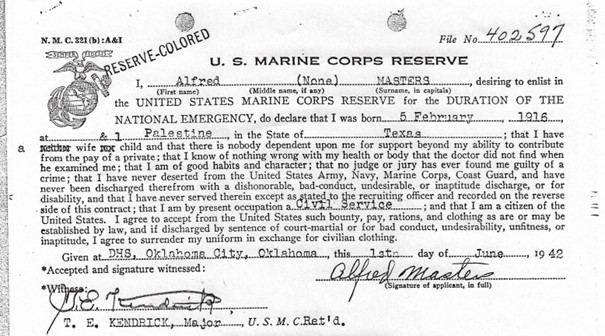 N. M. C. 321(b):A&I
File No. 402597
RESERVE-COLORED
U. S. MARINE CORPS RESERVE
I, Alfred (None) MASTERS, desiring to enlist in
(First name) (Middle name, if any) (Surname, in capitals)
the UNITED STATES MARINE CORPS RESERVE for the DURATION OF THE
NATIONAL EMERGENCY, do declare that I was born 5 February 1916,
at Palestine, in the State of Texas; that I have
a neither wife nor child and that there is nobody dependent upon me for support beyond my ability to contribute
from the pay of a private; that I know of nothing wrong with my health or body that the doctor did not find when
he examined me; that I am of good habits and character; that no judge or jury has ever found me guilty of a
crime; that I have never deserted from the United States Army, Navy, Marine Corps, Coast Guard, and have
never been discharged therefrom with a dishonorable, bad-conduct, undesirable, or inaptitude discharge, or for
disability, and that I have never served therein except as stated to the recruiting officer and recorded on the reverse
side of this contract; that I am by present occupation a Civil Service; and that I am a citizen of the
United States. I agree to accept from the United States such bounty, pay, rations, and clothing as are or may be
established by law, and if discharged by sentence of court-martial or for bad conduct, undesirability, unfitness, or
inaptitude, I agree to surrender my uniform in exchange for civilian clothing.
Given at DHS, Oklahoma City, Oklahoma, this 1st day of June, 1942
*Accepted and signature witnessed:
Alfred Masters
(Signature of applicant, in full)
*Witness:
T. E. Kendrick
T. E. KENDRICK, Major, U. S. M. C. Ret'd.